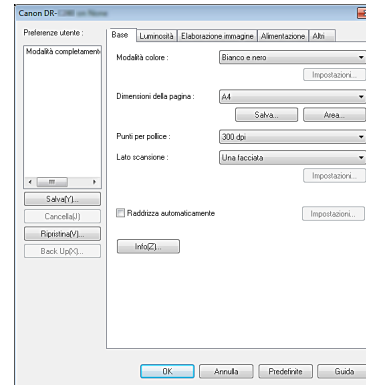 Canon DR-
Preferenze utente :
Modalità completament
Salva(Y)...
Cancella(J)
Ripristina(V)...
Back Up(X)...
Base Luminosità Elaborazione immagine Alimentazione Altri
Modalità colore : Bianco e nero
Impostazioni...
Dimensioni della pagina : A4
Salva... Area...
Punti per pollice : 300 dpi
Lato scansione : Una facciata
Impostazioni...
Raddrizza automaticamente Impostazioni...
Info(Z)...
OK Annulla Predefinite Guida